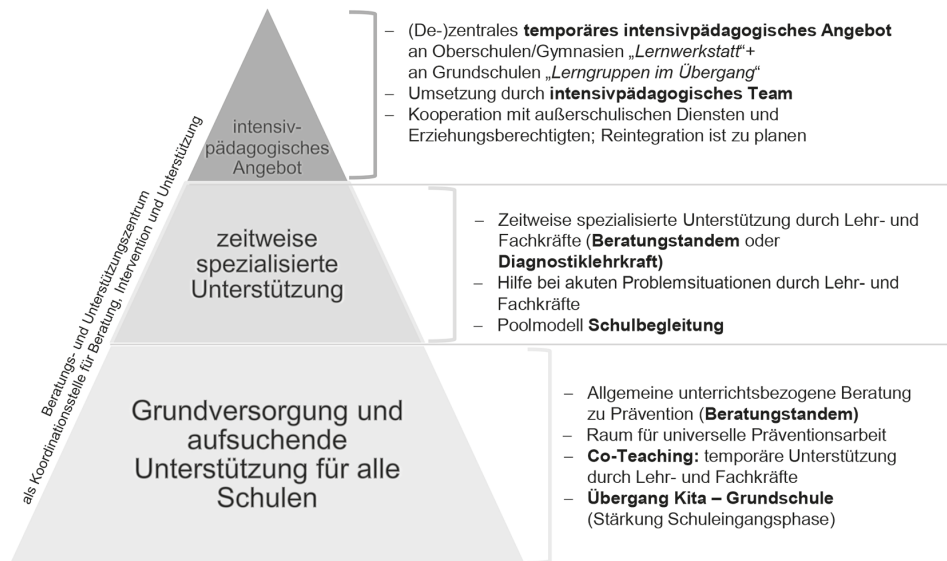 – (De-)zentrales temporäres intensivpädagogisches Angebot
an Oberschulen/Gymnasien „Lernwerkstatt“+
an Grundschulen „Lerngruppen im Übergang“
– Umsetzung durch intensivpädagogisches Team
– Kooperation mit außerschulischen Diensten und
Erziehungsberechtigten; Reintegration ist zu planen
intensiv-
pädagogisches
Angebot
Beratungs- und Unterstützungszentrum
als Koordinationsstelle für Beratung, Intervention und Unterstützung
zeitweise
spezialisierte
Unterstützung
– Zeitweise spezialisierte Unterstützung durch Lehr- und
Fachkräfte (Beratungstandem oder
Diagnostiklehrkraft)
– Hilfe bei akuten Problemsituationen durch Lehr- und
Fachkräfte
– Poolmodell Schulbegleitung
Grundversorgung und
aufsuchende
Unterstützung für alle
Schulen
– Allgemeine unterrichtsbezogene Beratung
zu Prävention (Beratungstandem)
– Raum für universelle Präventionsarbeit
– Co-Teaching: temporäre Unterstützung
durch Lehr- und Fachkräfte
– Übergang Kita – Grundschule
(Stärkung Schuleingangsphase)